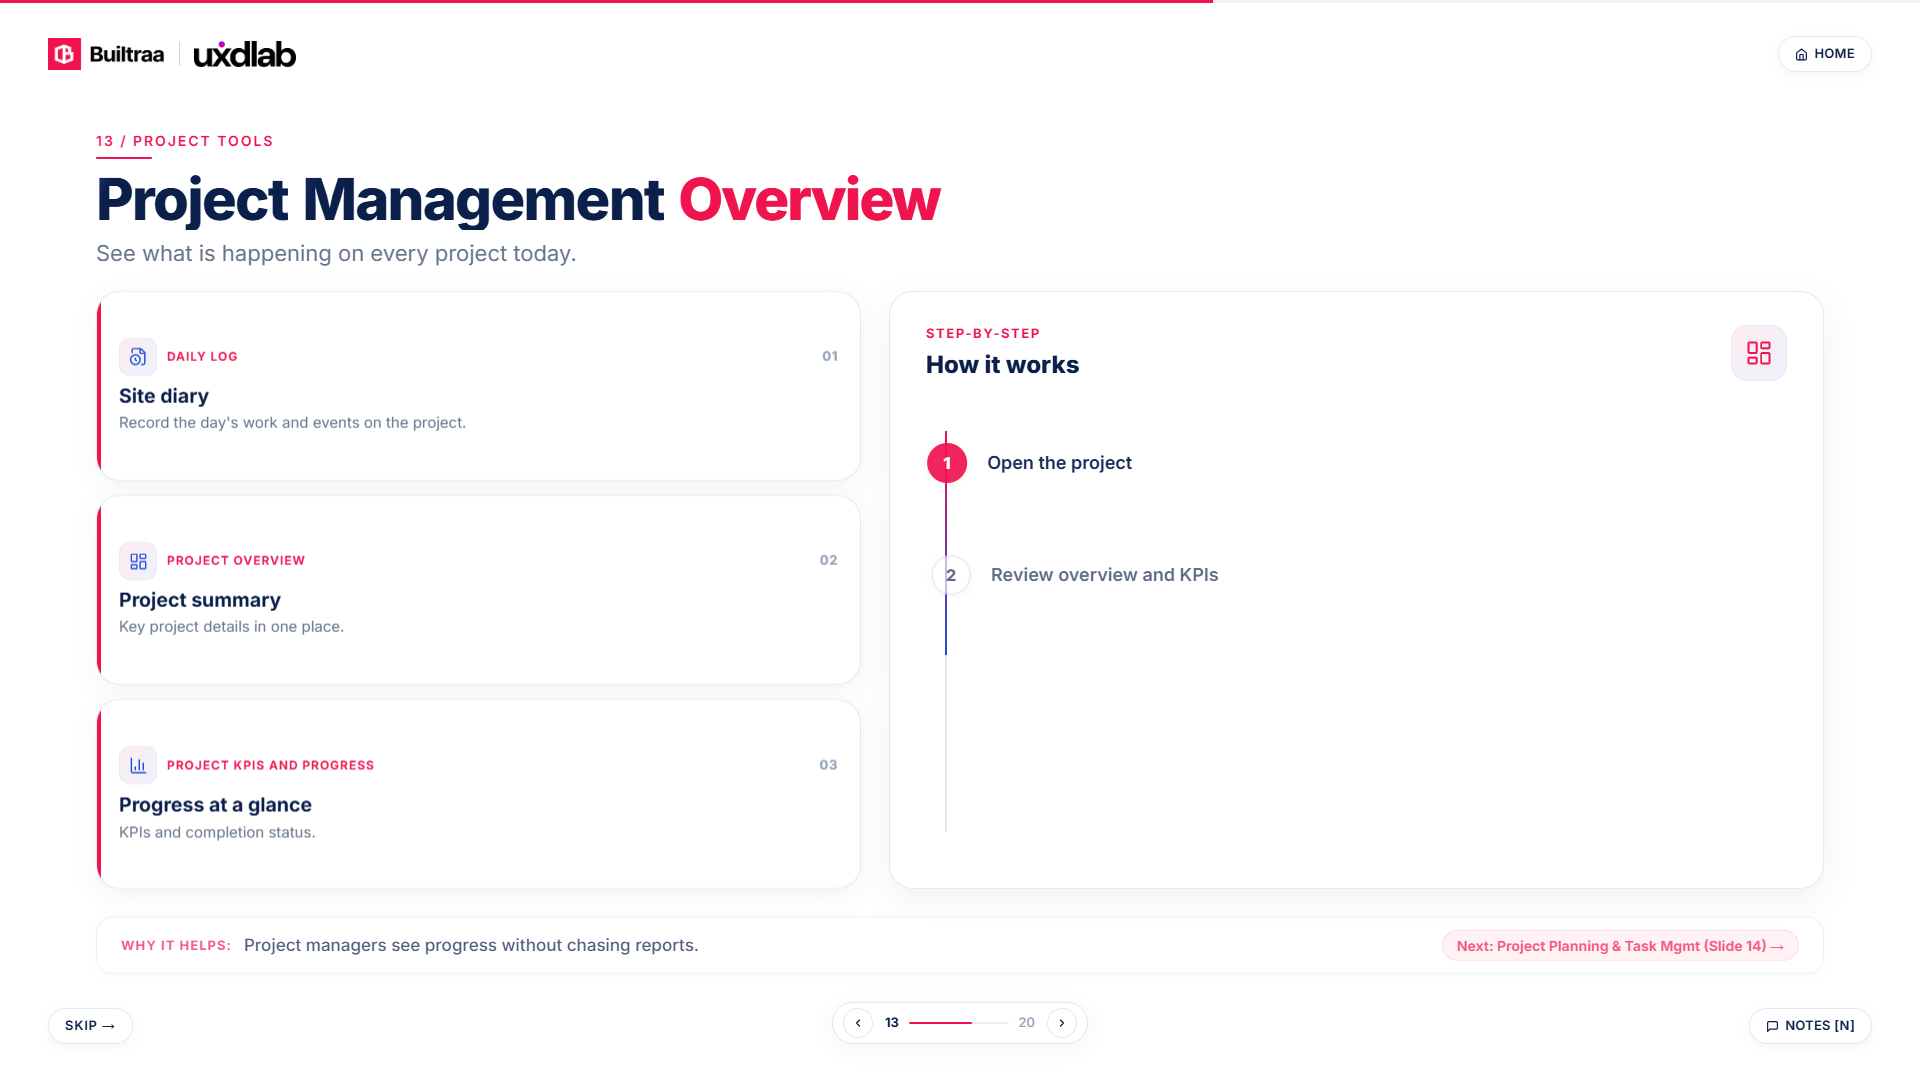 Builtraa
uxdlab
HOME
13 / PROJECT TOOLS
Project Management Overview
See what is happening on every project today.
DAILY LOG
01
Site diary
Record the day's work and events on the project.
PROJECT OVERVIEW
02
Project summary
Key project details in one place.
PROJECT KPIS AND PROGRESS
03
Progress at a glance
KPIs and completion status.
STEP-BY-STEP
How it works
1 Open the project
2 Review overview and KPIs
WHY IT HELPS: Project managers see progress without chasing reports.
Next: Project Planning & Task Mgmt (Slide 14) →
SKIP →
‹ 13 20 ›
NOTES [N]